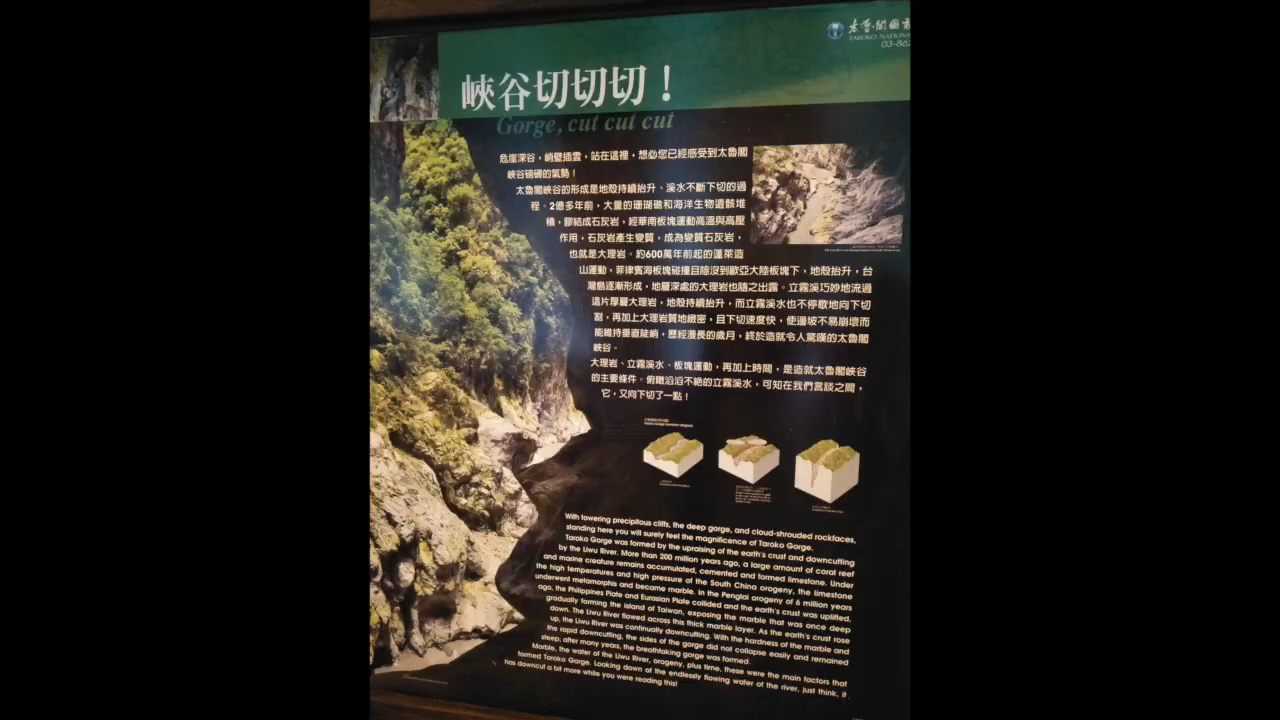 太魯閣國
TAROKO NATIONA
03-862
峽谷切切切！
Gorge, cut cut cut
危崖深谷，峭壁插雲，站在這裡，想必您已經感受到太魯閣
峽谷磅礡的氣勢！
太魯閣峽谷的形成是地殼持續抬升、溪水不斷下切的過
程。2億多年前，大量的珊瑚礁和海洋生物遺骸堆
積，膠結成石灰岩，經華南板塊運動高溫與高壓
作用，石灰岩產生變質，成為變質石灰岩，
也就是大理岩。約600萬年前起的蓬萊造
山運動，菲律賓海板塊碰撞且隱沒到歐亞大陸板塊下，地殼抬升，台
灣島逐漸形成，地層深處的大理岩也隨之出露。立霧溪巧妙地流過
這片厚層大理岩，地殼持續抬升，而立霧溪水也不停歇地向下切
割，再加上大理岩質地緻密，且下切速度快，使邊坡不易崩壞而
能維持垂直陡峭，歷經漫長的歲月，終於造就令人驚嘆的太魯閣
峽谷。
大理岩、立霧溪水、板塊運動，再加上時間，是造就太魯閣峽谷
的主要條件。俯瞰滔滔不絕的立霧溪水，可知在我們言談之間，
它，又向下切了一點！
Taroko Gorge formation diagram
With towering precipitous cliffs, the deep gorge, and cloud-shrouded rockfaces,
standing here you will surely feel the magnificence of Taroko Gorge.
Taroko Gorge was formed by the upraising of the earth's crust and downcutting
by the Liwu River. More than 200 million years ago, a large amount of coral reef
and marine creature remains accumulated, cemented and formed limestone. Under
the high temperatures and high pressure of the South China orogeny, the limestone
underwent metamorphis and became marble. In the Penglai orogeny of 6 million years
ago, the Philippines Plate and Eurasian Plate collided and the earth's crust was uplifted,
gradually forming the island of Taiwan, exposing the marble that was once deep
down. The Liwu River flowed across this thick marble layer. As the earth's crust rose
up, the Liwu River was continually downcutting. With the hardness of the marble and
the rapid downcutting, the sides of the gorge did not collapse easily and remained
steep; after many years, the breathtaking gorge was formed.
Marble, the water of the Liwu River, orogeny, plus time, these were the main factors that
formed Taroko Gorge. Looking down at the endlessly flowing water of the river, just think, it
has downcut a bit more while you were reading this!